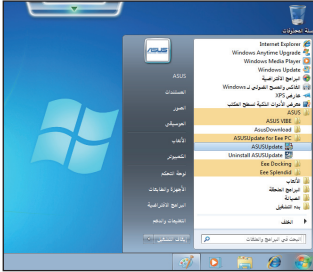 سلة المحذوفات
Internet Explorer
Windows Anytime Upgrade
Windows Media Player
Windows Update
البرامج الافتراضية
الفاكس والمسح الضوئي لـ Windows
عارض XPS
معرض الأدوات الذكية لسطح المكتب
ASUS
ASUS VIBE
AsusDownload
ASUSUpdate for Eee PC
ASUSUpdate
Uninstall ASUSUpdate
Eee Docking
Eee Splendid
الألعاب
البرامج الملحقة
الصيانة
بدء التشغيل
الخلف
البحث في البرامج والملفات
/ISUS
ASUS
المستندات
الصور
الموسيقى
الألعاب
الكمبيوتر
لوحة التحكم
الأجهزة والطابعات
البرامج الافتراضية
التعليمات والدعم
إيقاف التشغيل